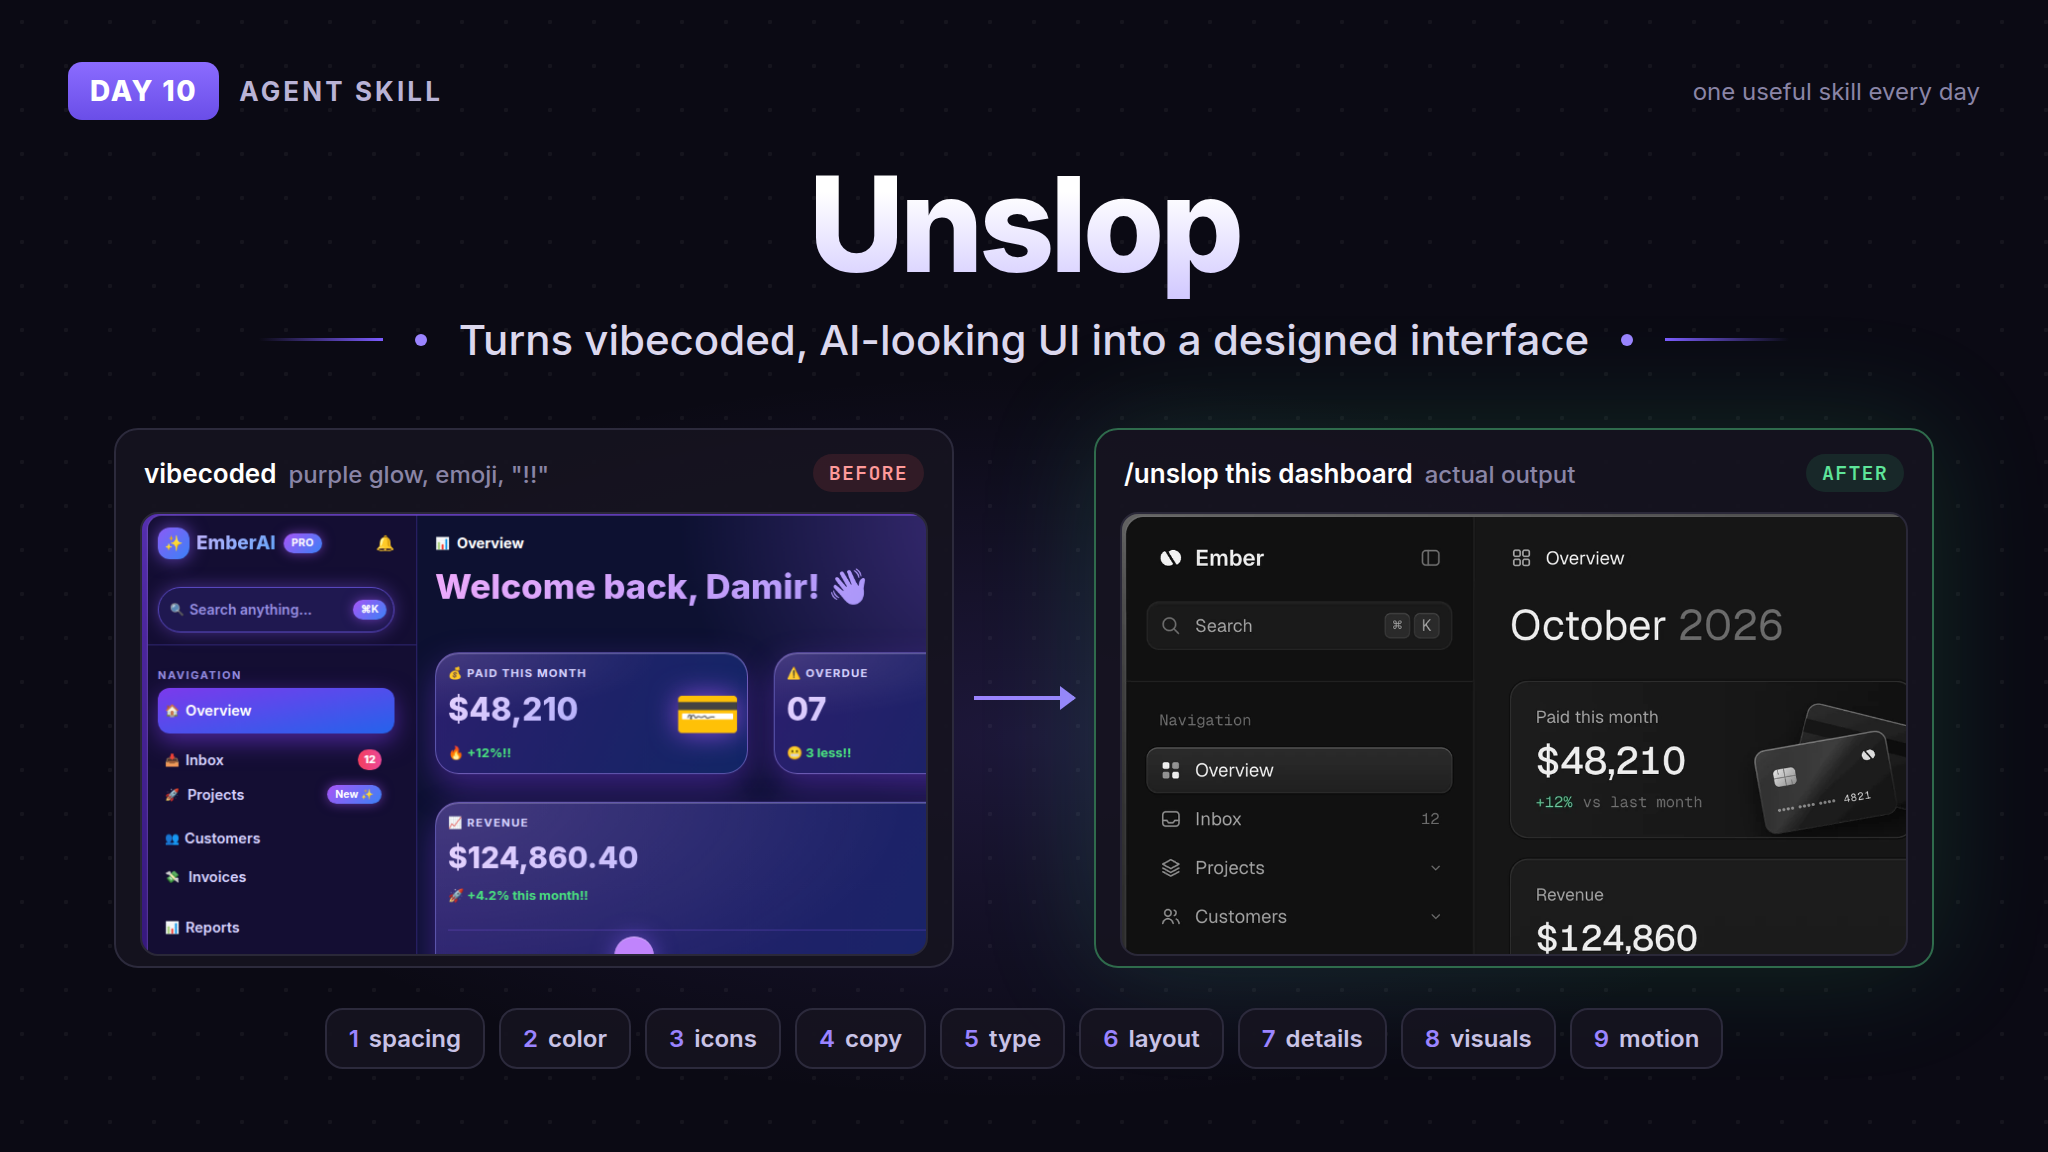 DAY 10 AGENT SKILL
one useful skill every day
Unslop
Turns vibecoded, AI-looking UI into a designed interface
vibecoded purple glow, emoji, "!!"
BEFORE
✨ EmberAI PRO 🔔
🔍 Search anything... ⌘K
NAVIGATION
🏠 Overview
📥 Inbox 12
🚀 Projects New ✨
👥 Customers
💸 Invoices
📊 Reports
📊 Overview
Welcome back, Damir! 👋
💰 PAID THIS MONTH
$48,210
🔥 +12%!!
⚠️ OVERDUE
07
😬 3 less!!
📈 REVENUE
$124,860.40
🚀 +4.2% this month!!
/unslop this dashboard actual output
AFTER
Ember
Search ⌘ K
Navigation
Overview
Inbox 12
Projects
Customers
Overview
October 2026
Paid this month
$48,210
+12% vs last month
•••• •••• •••• 4821
Revenue
$124,860
1 spacing
2 color
3 icons
4 copy
5 type
6 layout
7 details
8 visuals
9 motion